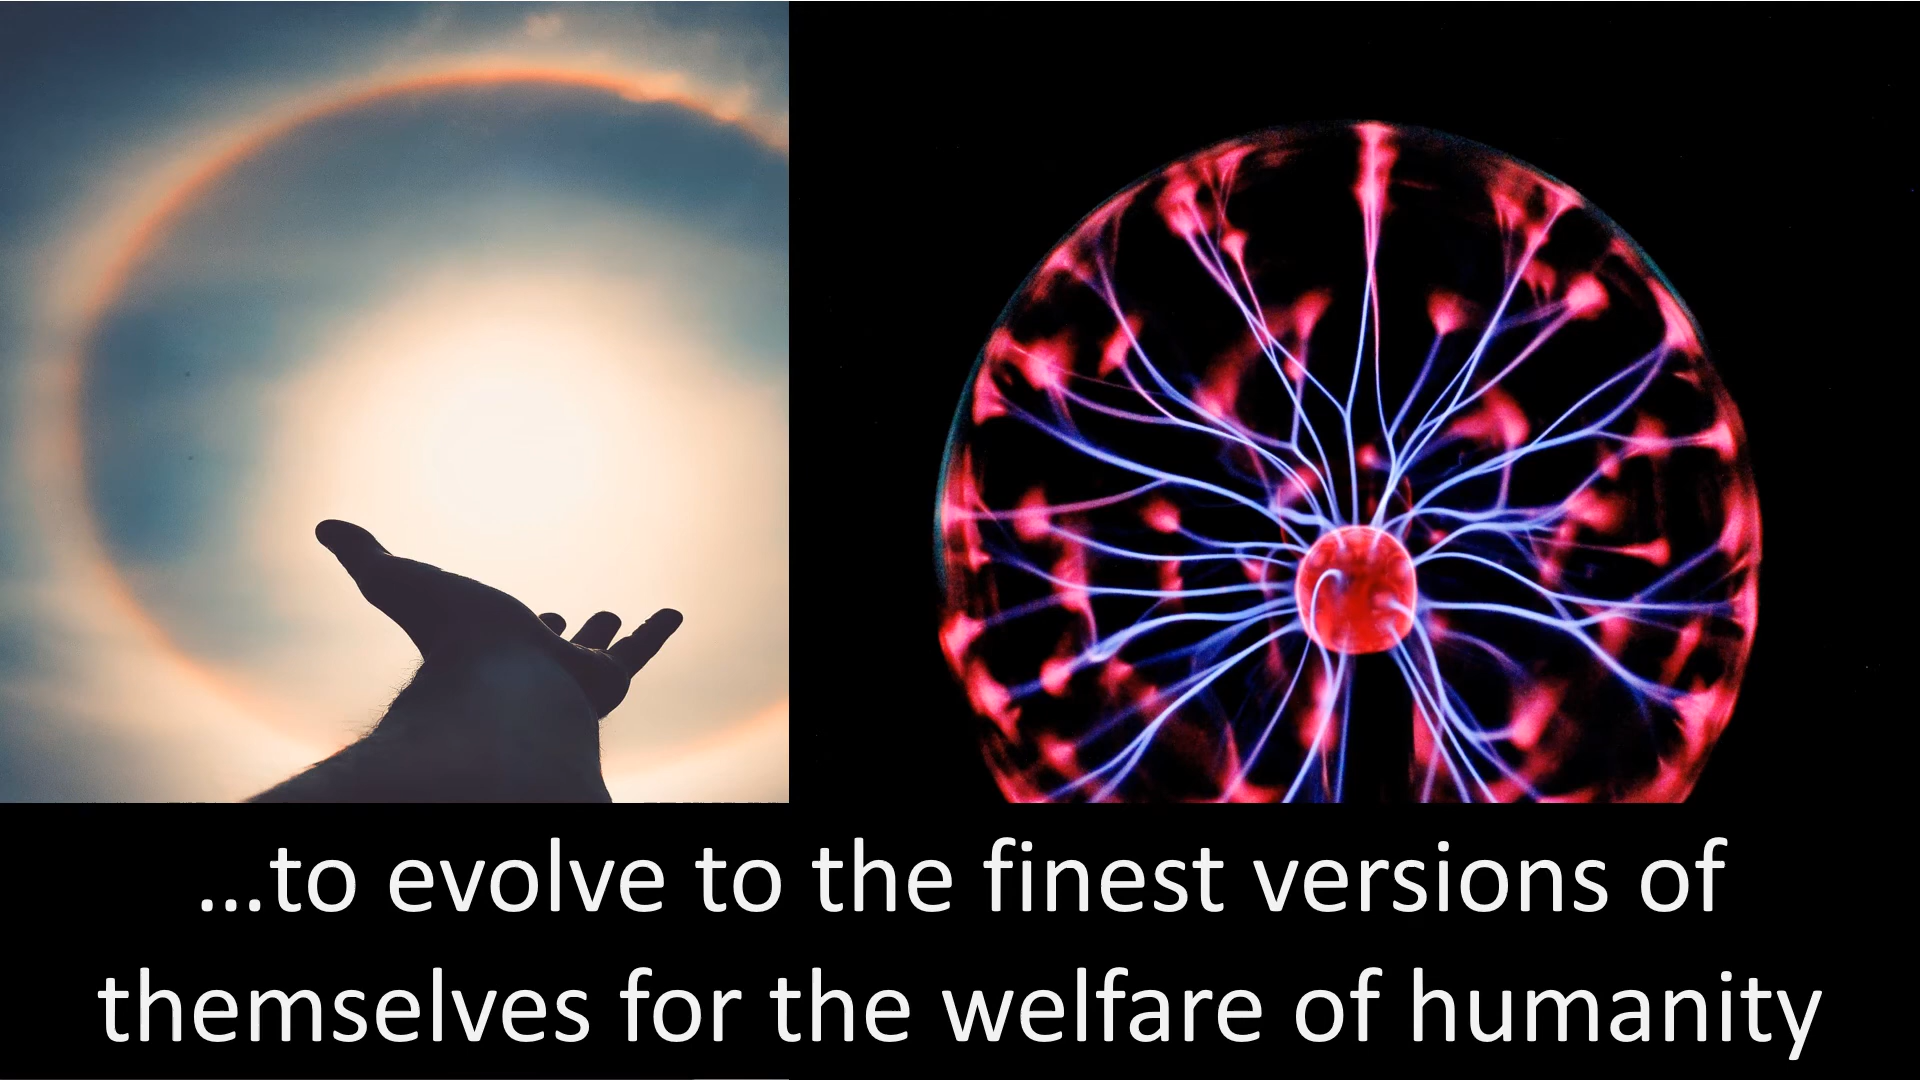 ...to evolve to the finest versions of
themselves for the welfare of humanity